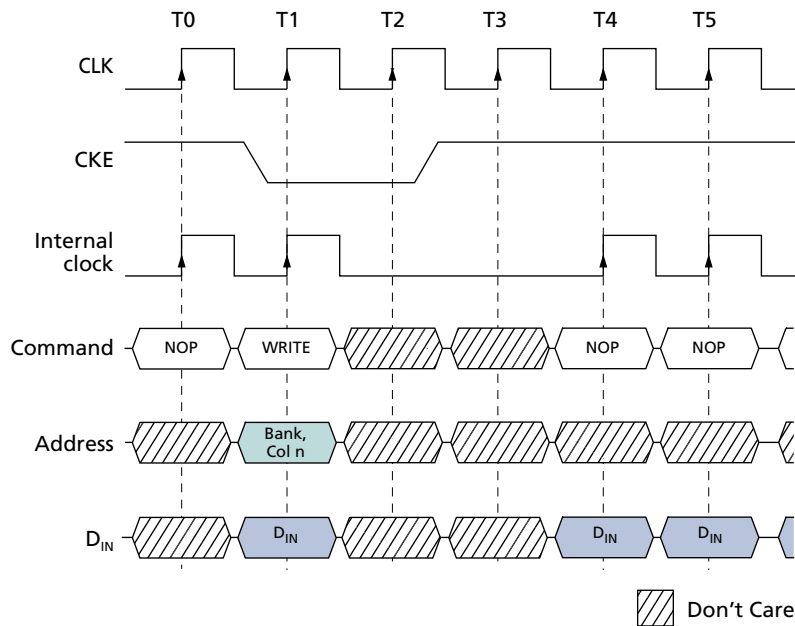 T0 T1 T2 T3 T4 T5
CLK
CKE
Internal
clock
Command NOP WRITE NOP NOP
Address Bank,
Col n
DIN DIN DIN DIN
Don't Care